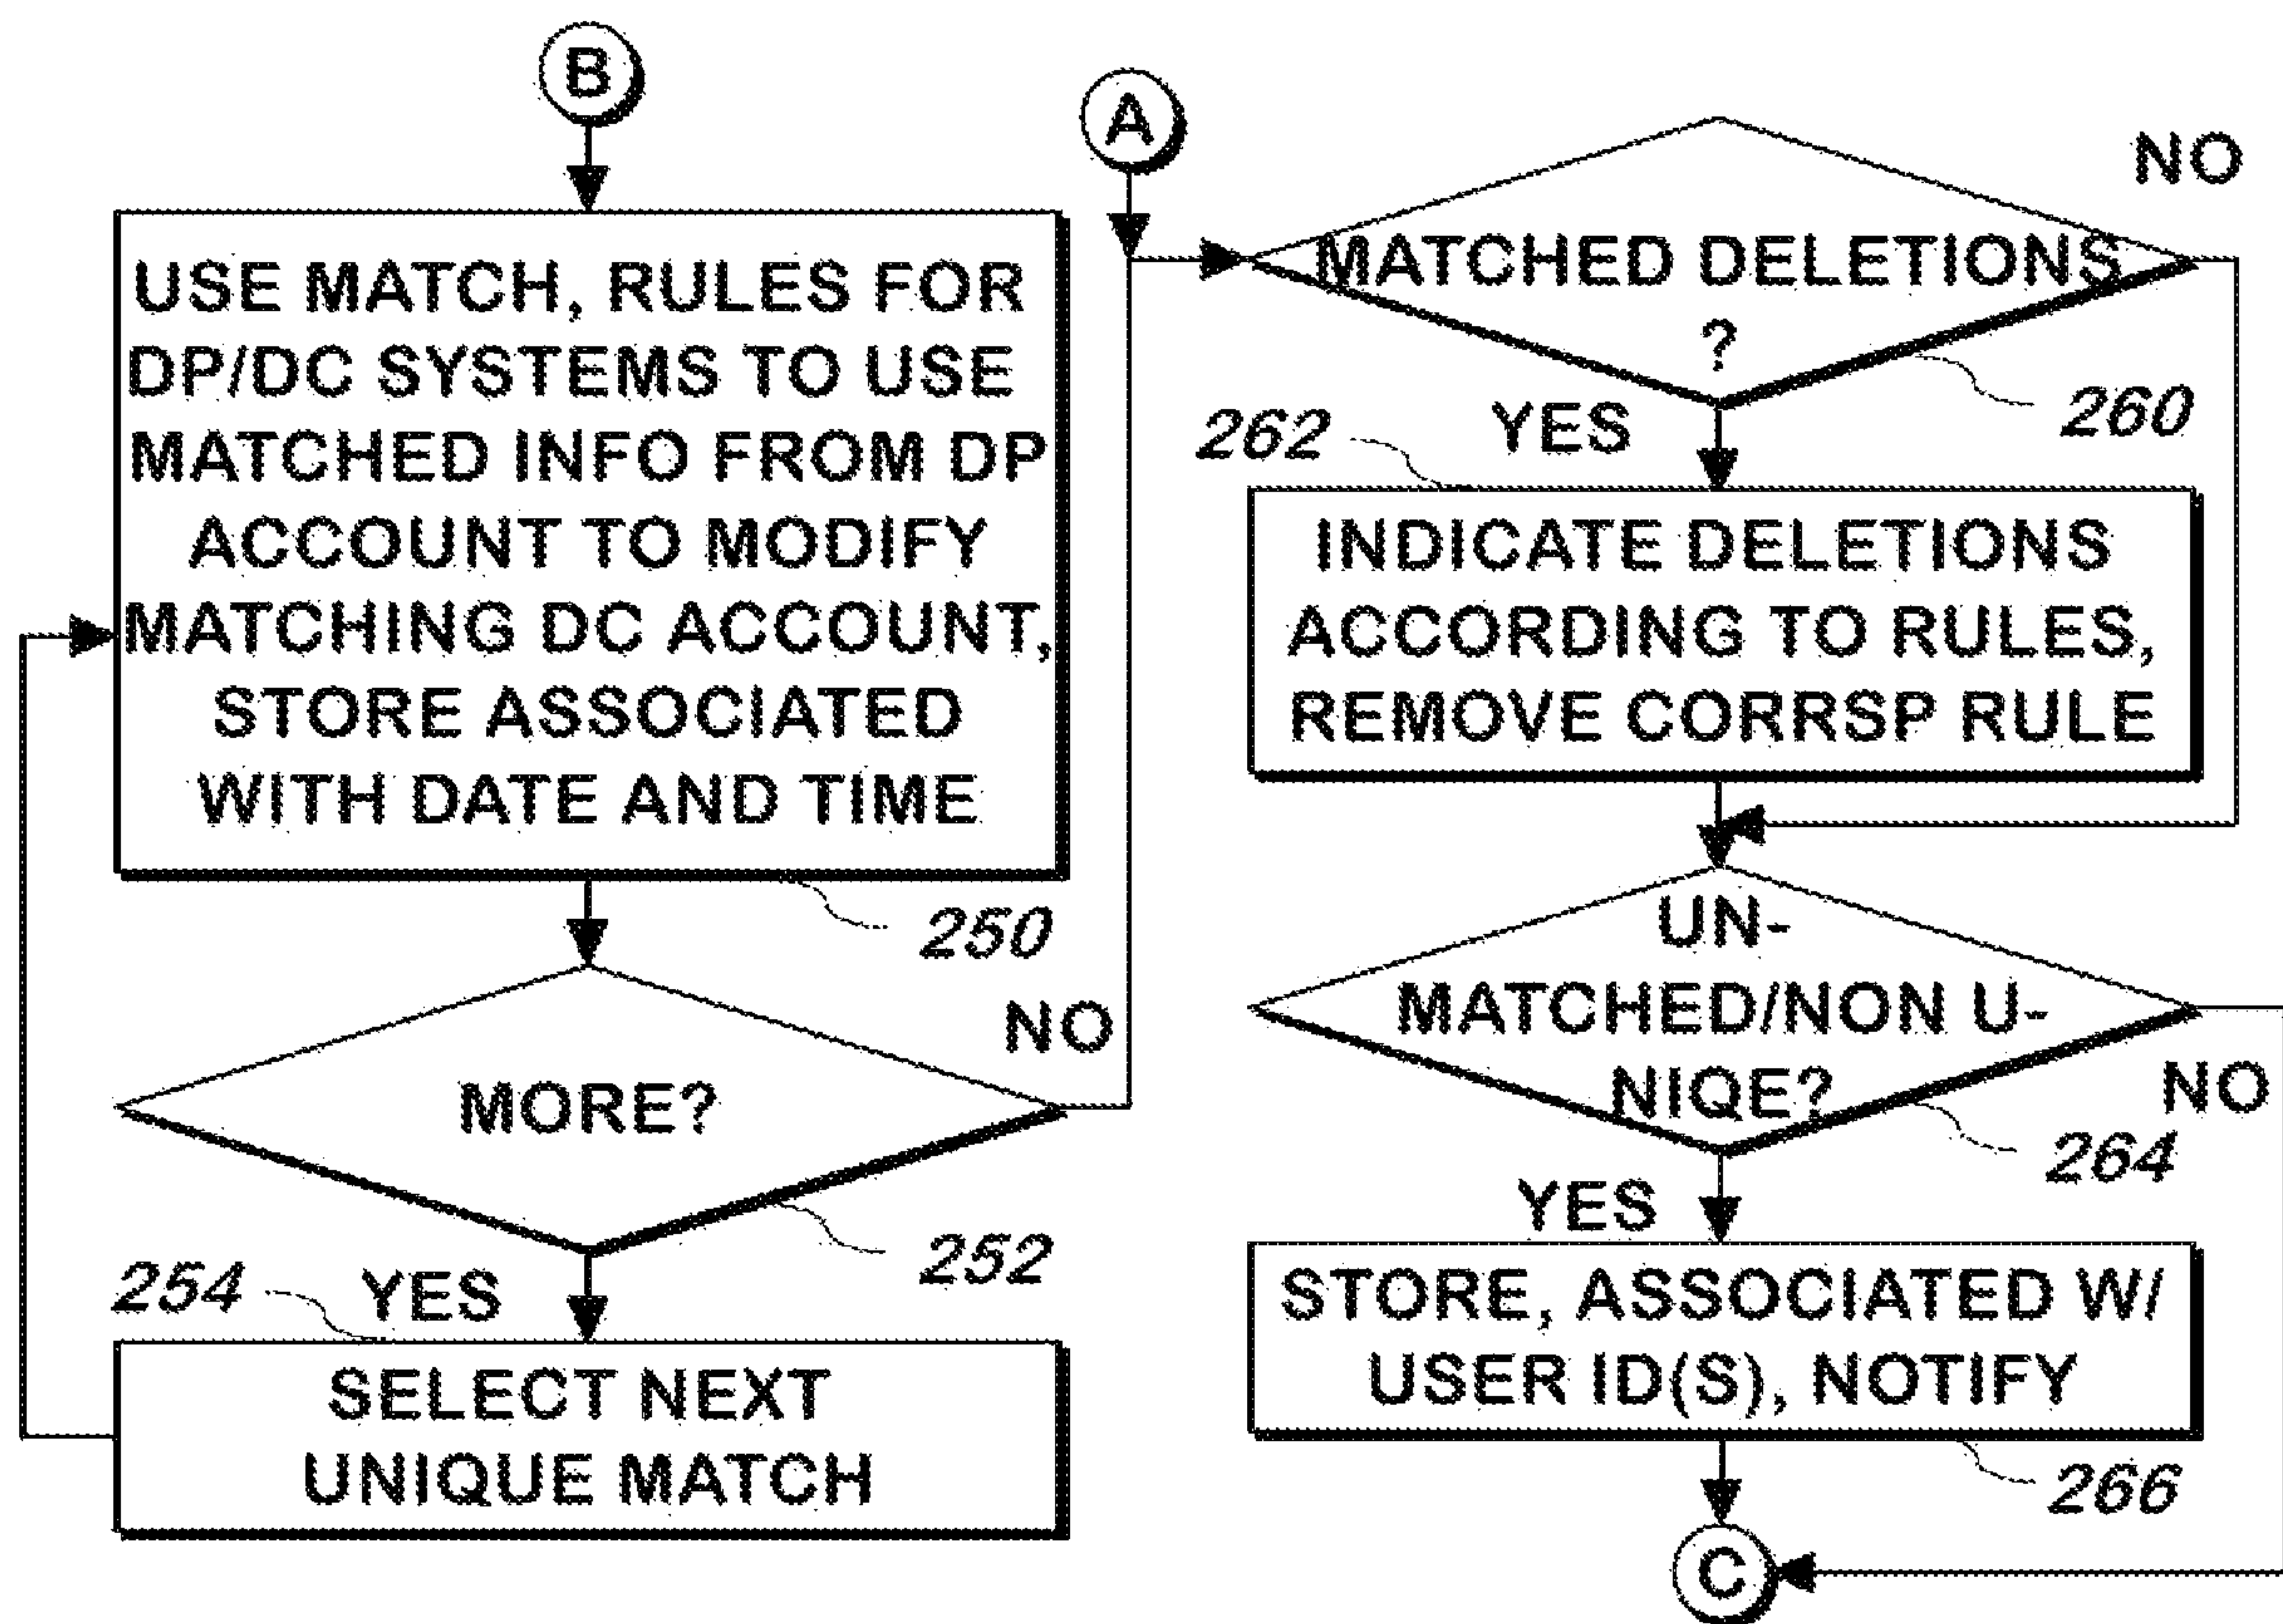 B
USE MATCH, RULES FOR
DP/DC SYSTEMS TO USE
MATCHED INFO FROM DP
ACCOUNT TO MODIFY
MATCHING DC ACCOUNT,
STORE ASSOCIATED
WITH DATE AND TIME
250
MORE?
NO
252
YES
254
SELECT NEXT
UNIQUE MATCH
A
MATCHED DELETIONS
?
NO
260
YES
262
INDICATE DELETIONS
ACCORDING TO RULES,
REMOVE CORRSP RULE
UN-
MATCHED/NON U-
NIQE?
NO
264
YES
STORE, ASSOCIATED W/
USER ID(S), NOTIFY
266
C